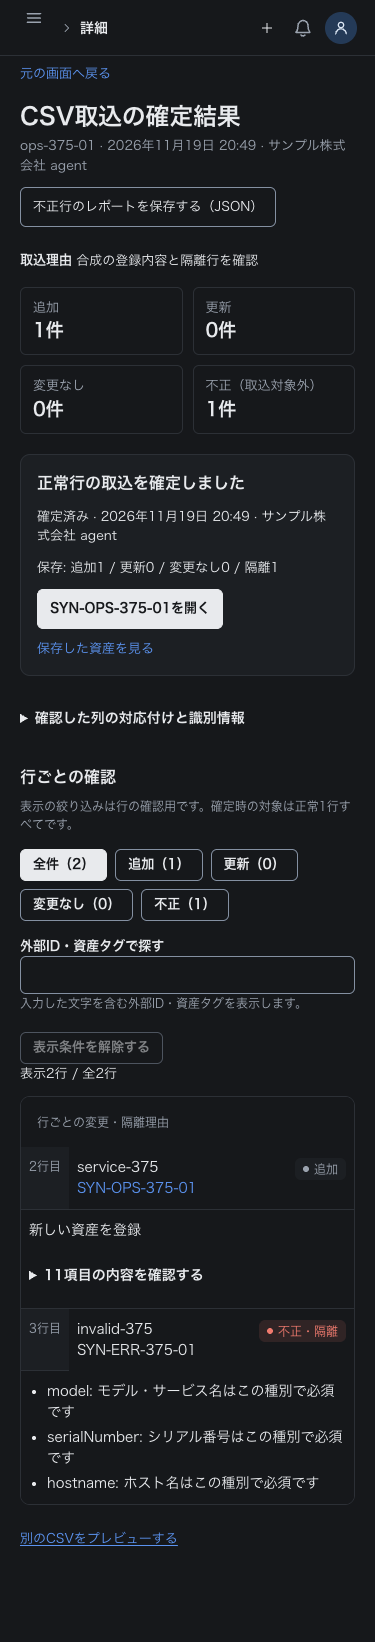 詳細
元の画面へ戻る
CSV取込の確定結果
ops-375-01 · 2026年11月19日 20:49 · サンプル株式
会社 agent
不正行のレポートを保存する（JSON）
取込理由 合成の登録内容と隔離行を確認
追加
1件
更新
0件
変更なし
0件
不正（取込対象外）
1件
正常行の取込を確定しました
確定済み · 2026年11月19日 20:49 · サンプル株
式会社 agent
保存: 追加1 / 更新0 / 変更なし0 / 隔離1
SYN-OPS-375-01を開く
保存した資産を見る
確認した列の対応付けと識別情報
行ごとの確認
表示の絞り込みは行の確認用です。確定時の対象は正常1行す
べてです。
全件（2）
追加（1）
更新（0）
変更なし（0）
不正（1）
外部ID・資産タグで探す
入力した文字を含む外部ID・資産タグを表示します。
表示条件を解除する
表示2行 / 全2行
行ごとの変更・隔離理由
2行目
service-375
追加
SYN-OPS-375-01
新しい資産を登録
11項目の内容を確認する
3行目
invalid-375
不正・隔離
SYN-ERR-375-01
• model: モデル・サービス名はこの種別で必須
です
• serialNumber: シリアル番号はこの種別で必須
です
• hostname: ホスト名はこの種別で必須です
別のCSVをプレビューする